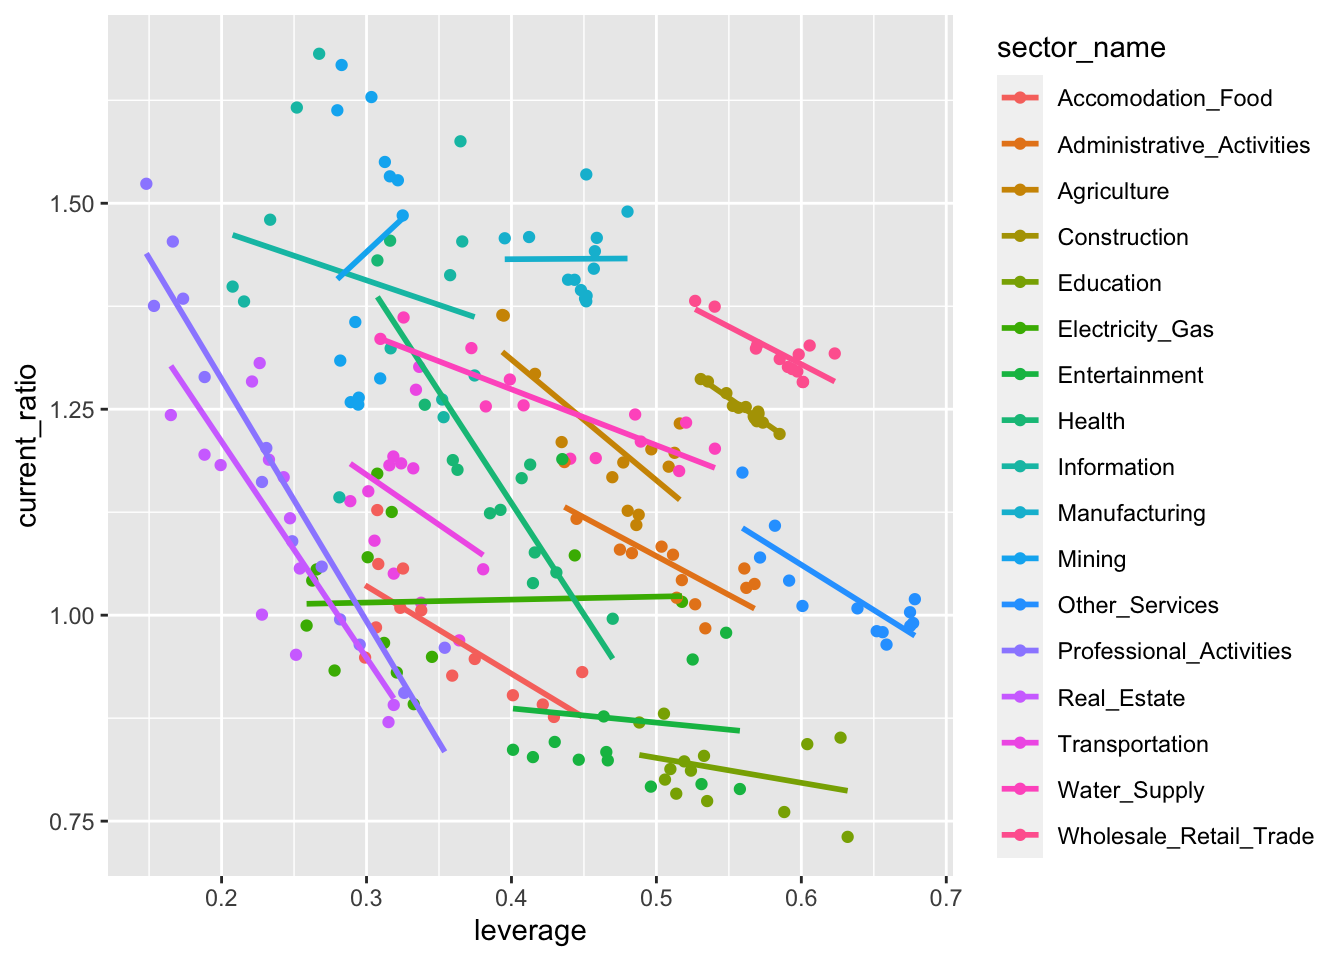 sector_name
Accomodation_Food
Administrative_Activities
Agriculture
Construction
Education
Electricity_Gas
Entertainment
Health
Information
Manufacturing
Mining
Other_Services
Professional_Activities
Real_Estate
Transportation
Water_Supply
Wholesale_Retail_Trade
current_ratio
1.50
1.25
1.00
0.75
0.2 0.3 0.4 0.5 0.6 0.7
leverage